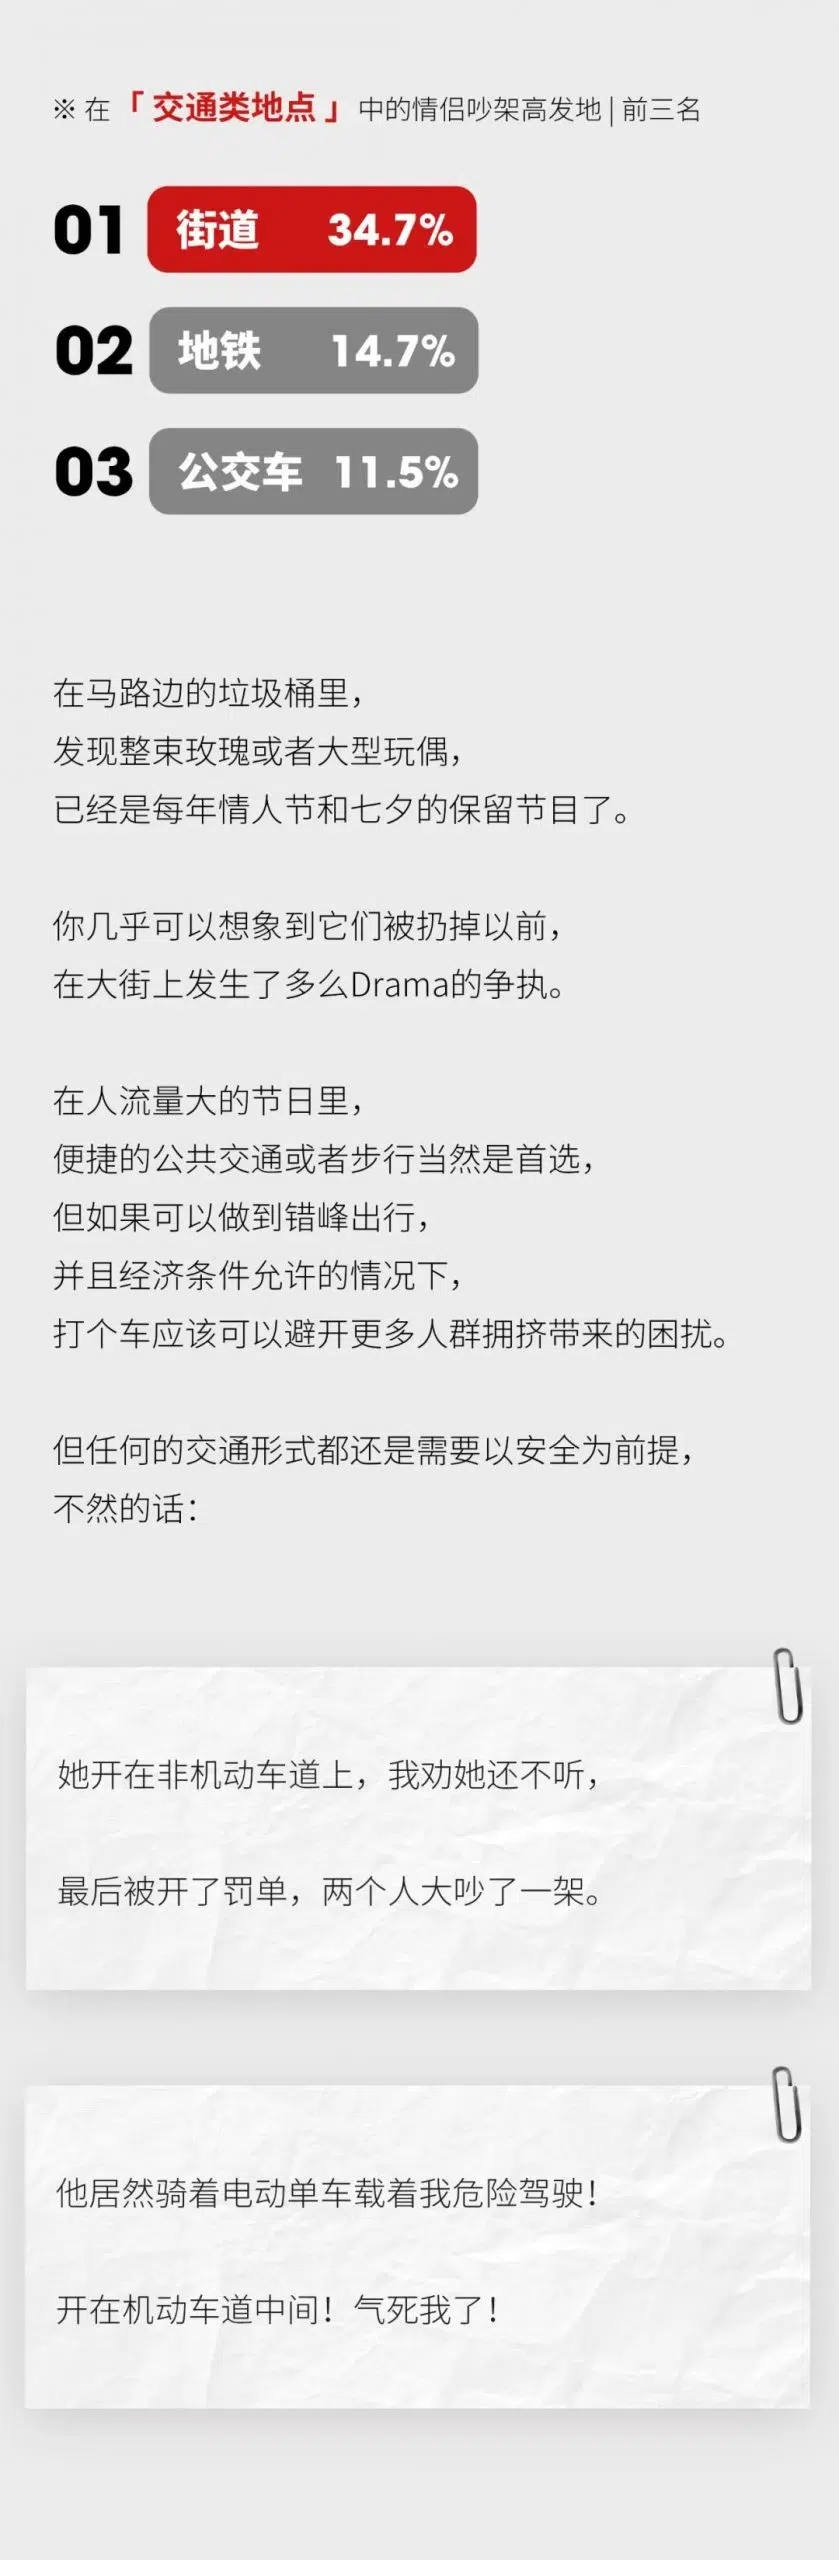 ※ 在「交通类地点」中的情侣吵架高发地 | 前三名
01 街道 34.7%
02 地铁 14.7%
03 公交车 11.5%
在马路边的垃圾桶里，
发现整束玫瑰或者大型玩偶，
已经是每年情人节和七夕的保留节目了。
你几乎可以想象到它们被扔掉以前，
在大街上发生了多么Drama的争执。
在人流量大的节日里，
便捷的公共交通或者步行当然是首选，
但如果可以做到错峰出行，
并且经济条件允许的情况下，
打个车应该可以避开更多人群拥挤带来的困扰。
但任何的交通形式都还是需要以安全为前提，
不然的话：
她开在非机动车道上，我劝她还不听，
最后被开了罚单，两个人大吵了一架。
他居然骑着电动单车载着我危险驾驶！
开在机动车道中间！气死我了！